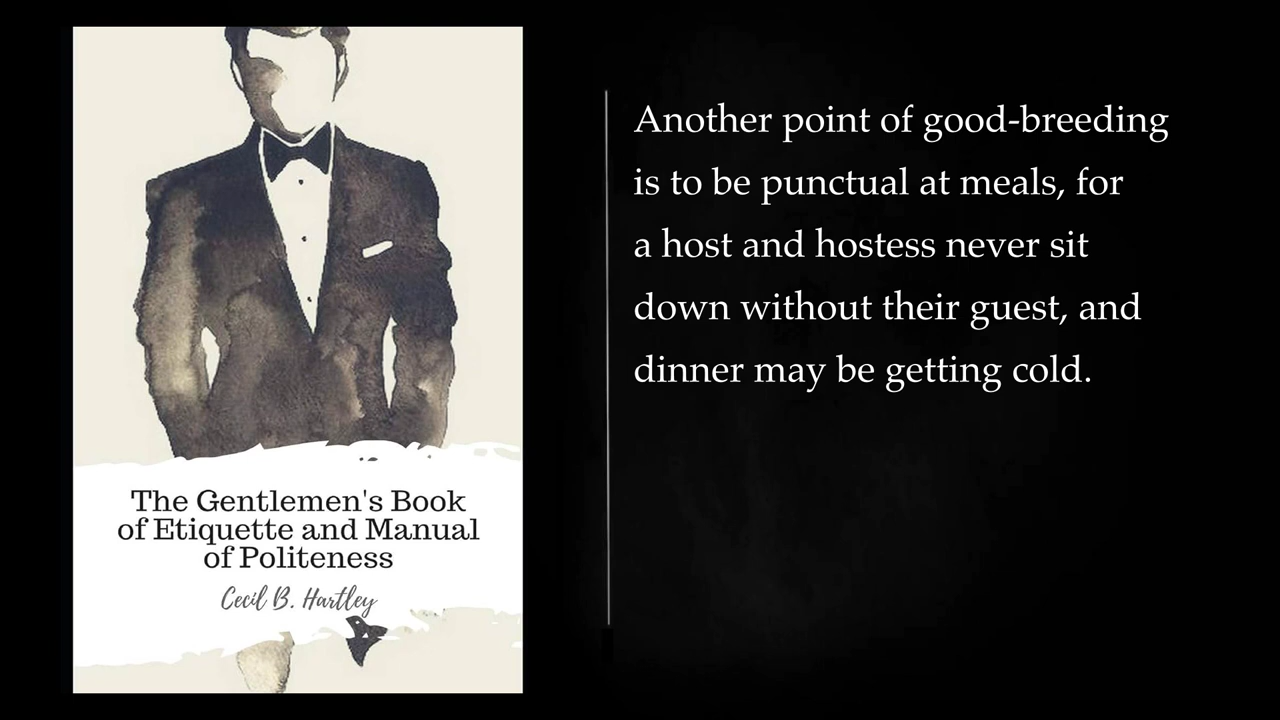 The Gentlemen's Book
of Etiquette and Manual
of Politeness
Cecil B. Hartley
Another point of good-breeding
is to be punctual at meals, for
a host and hostess never sit
down without their guest, and
dinner may be getting cold.